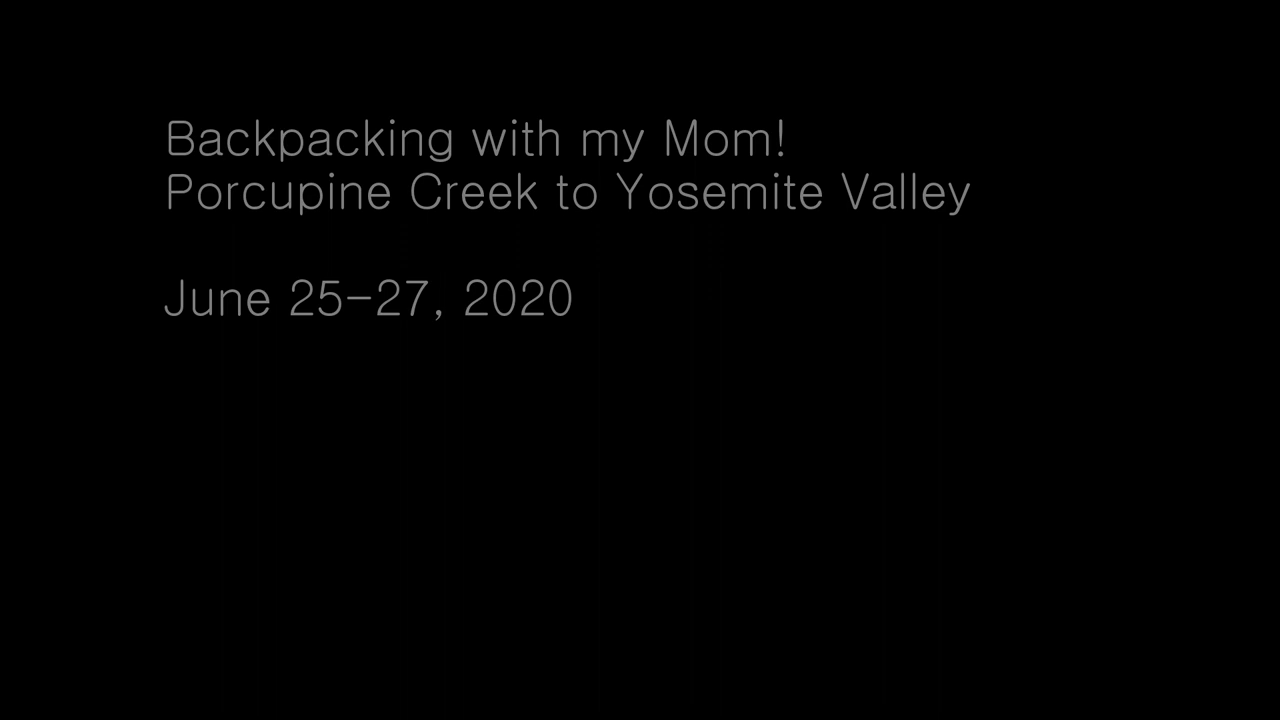 Backpacking with my Mom!
Porcupine Creek to Yosemite Valley
June 25-27, 2020